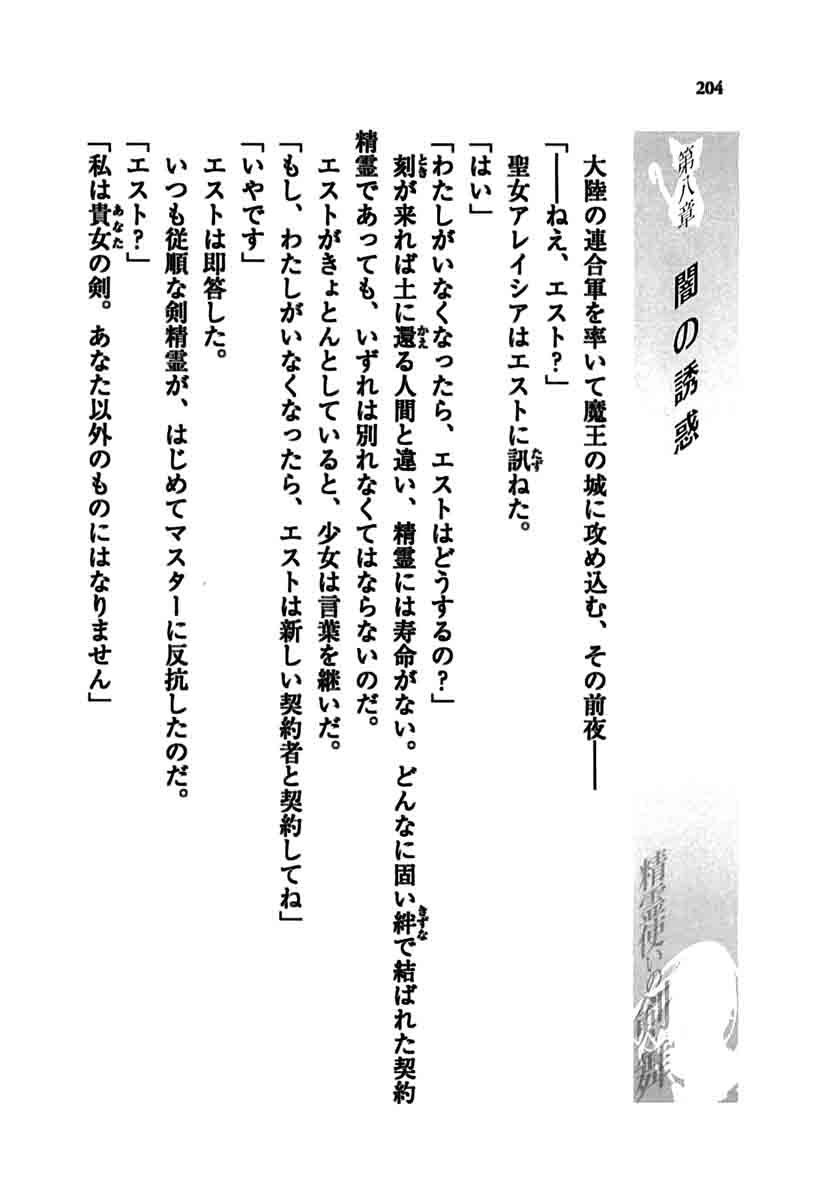 204
第八章 闇の誘惑
精霊使いの剣舞
大陸の連合軍を率いて魔王の城に攻め込む、その前夜――
「――ねえ、エスト？」
聖女アレイシアはエストに訊ねた。
「はい」
「わたしがいなくなったら、エストはどうするの？」
刻が来れば土に還る人間と違い、精霊には寿命がない。どんなに固い絆で結ばれた契約
精霊であっても、いずれは別れなくてはならないのだ。
エストがきょとんとしていると、少女は言葉を継いだ。
「もし、わたしがいなくなったら、エストは新しい契約者と契約してね」
「いやです」
エストは即答した。
いつも従順な剣精霊が、はじめてマスターに反抗したのだ。
「エスト？」
「私は貴女の剣。あなた以外のものにはなりません」